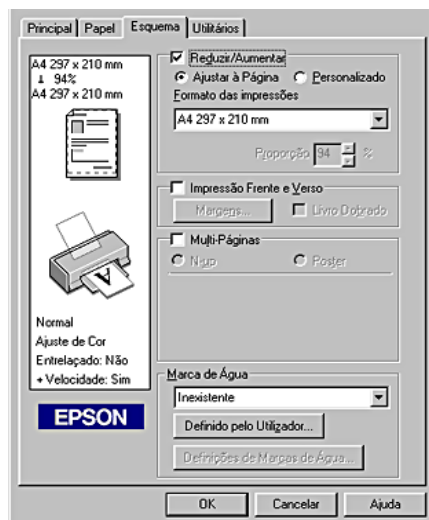 Principal Papel Esquema Utilitários
A4 297 x 210 mm
94%
A4 297 x 210 mm
Normal
Ajuste de Cor
Entrelaçado: Não
+ Velocidade: Sim
EPSON
Reduzir/Aumentar
Ajustar à Página Personalizado
Formato das impressões
A4 297 x 210 mm
Proporção 94 %
Impressão Frente e Verso
Margens... Livro Dobrado
Multi-Páginas
N-up Poster
Marca de Água
Inexistente
Definido pelo Utilizador...
Definições de Marcas de Água...
OK Cancelar Ajuda